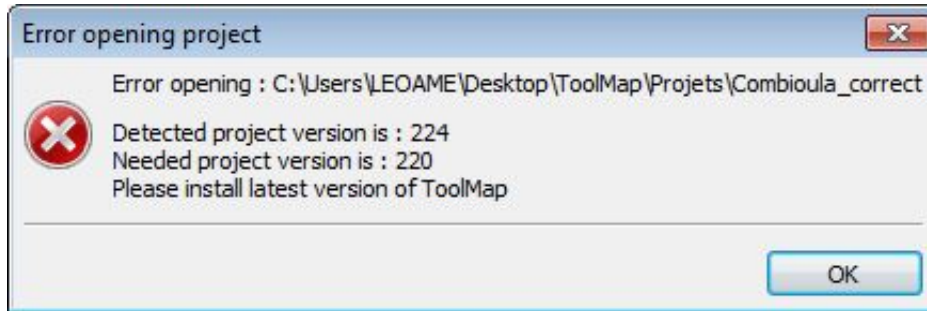 Error opening project
Error opening : C:\Users\LEOAME\Desktop\ToolMap\Projets\Combioula_correct
Detected project version is : 224
Needed project version is : 220
Please install latest version of ToolMap
OK